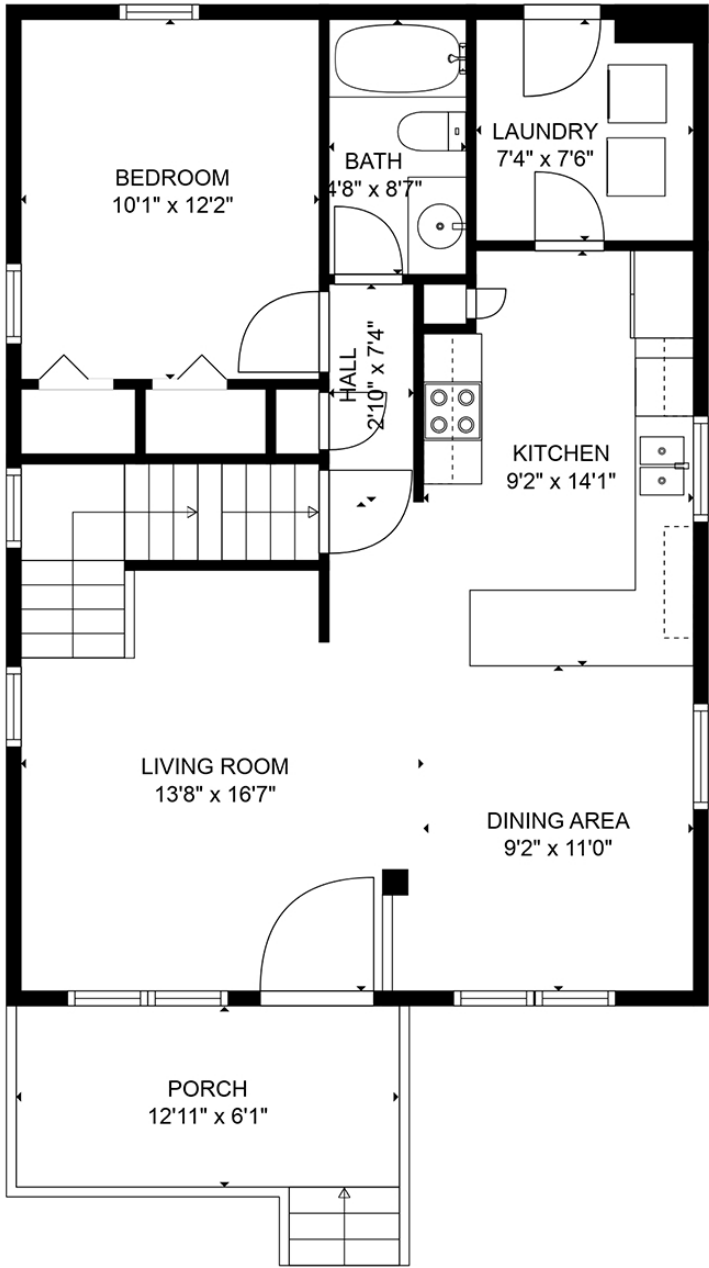 BEDROOM
10'1" x 12'2"
BATH
4'8" x 8'7"
LAUNDRY
7'4" x 7'6"
HALL
2'10" x 7'4"
KITCHEN
9'2" x 14'1"
LIVING ROOM
13'8" x 16'7"
DINING AREA
9'2" x 11'0"
PORCH
12'11" x 6'1"